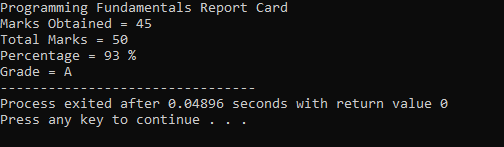 Programming Fundamentals Report Card
Marks Obtained = 45
Total Marks = 50
Percentage = 93 %
Grade = A
--------------------------------
Process exited after 0.04896 seconds with return value 0
Press any key to continue . . .